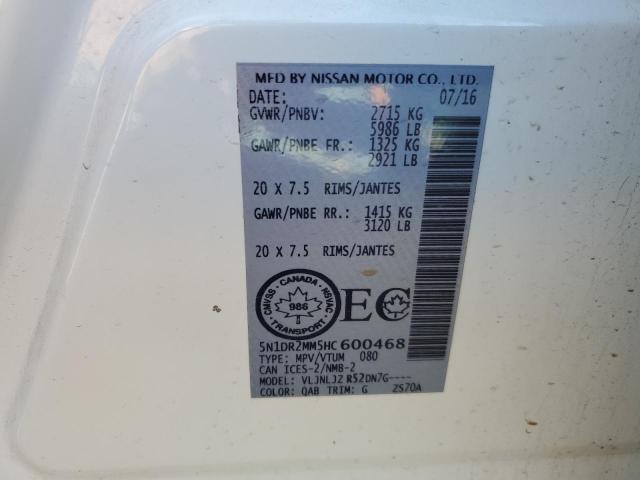 MFD BY NISSAN MOTOR CO., LTD.
DATE: 07/16
GVWR/PNBV: 2715 KG
5986 LB
GAWR/PNBE FR.: 1325 KG
2921 LB
20 X 7.5 RIMS/JANTES
GAWR/PNBE RR.: 1415 KG
3120 LB
20 X 7.5 RIMS/JANTES
CANADA
CMVSS NSVAC
986
TRANSPORT
EC
5N1DR2MM5HC600468
TYPE: MPV/VTUM 080
CAN ICES-2/NMB-2
MODEL: VLJNLJZ R52DN7G----
COLOR: QAB TRIM: G ZS70A